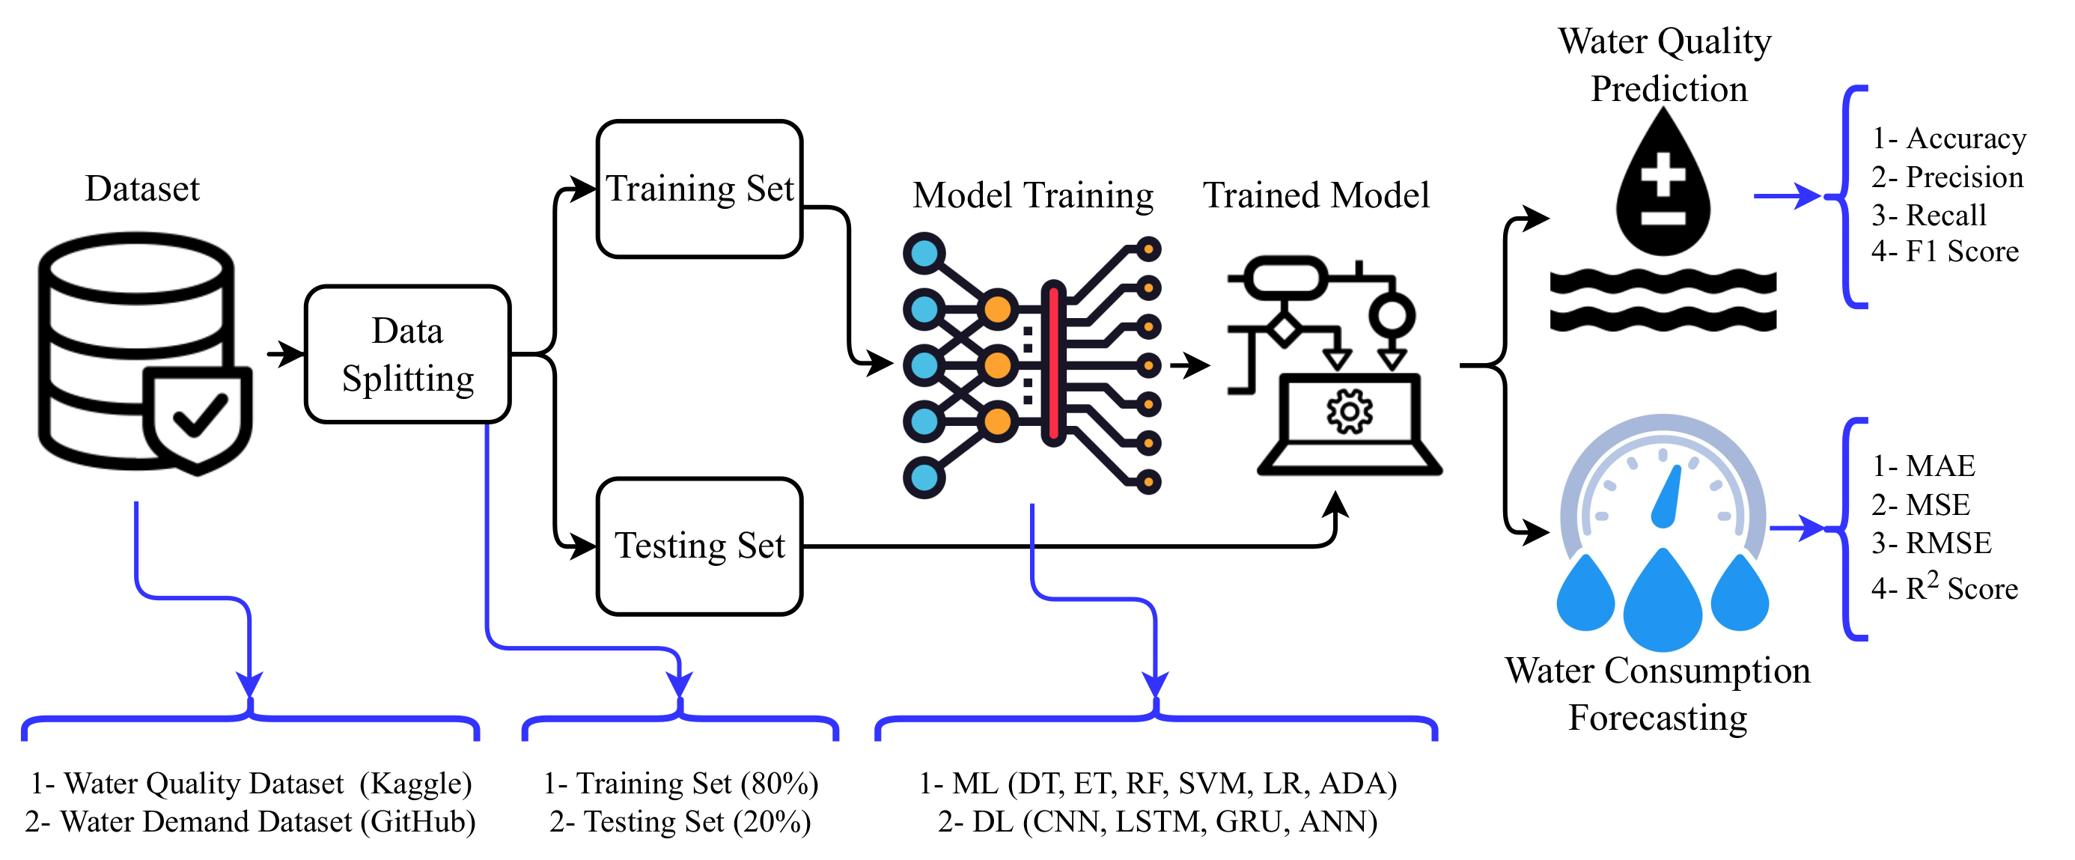 Dataset
Data
Splitting
Training Set
Testing Set
Model Training
Trained Model
Water Quality
Prediction
1- Accuracy
2- Precision
3- Recall
4- F1 Score
1- MAE
2- MSE
3- RMSE
4- R² Score
Water Consumption
Forecasting
1- Water Quality Dataset (Kaggle)
2- Water Demand Dataset (GitHub)
1- Training Set (80%)
2- Testing Set (20%)
1- ML (DT, ET, RF, SVM, LR, ADA)
2- DL (CNN, LSTM, GRU, ANN)